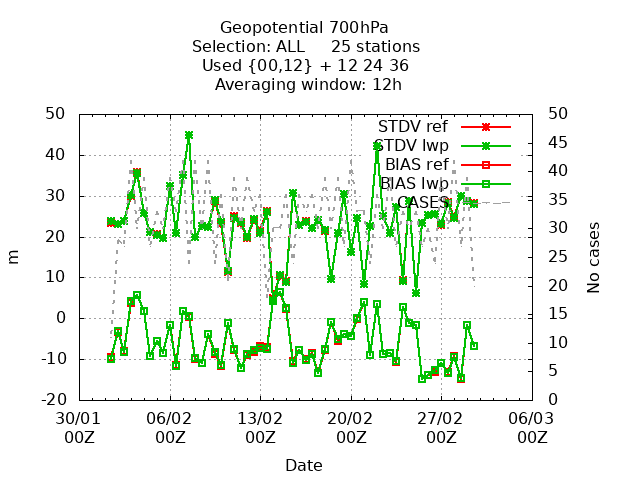 Geopotential 700hPa
Selection: ALL     25 stations
Used {00,12} + 12 24 36
Averaging window: 12h
50
40
30
20
10
0
-10
-20
m
50
45
40
35
30
25
20
15
10
5
0
No cases
STDV ref
STDV lwp
BIAS ref
BIAS lwp
CASES
30/01 06/02 13/02 20/02 27/02 06/03
00Z 00Z 00Z 00Z 00Z 00Z
Date